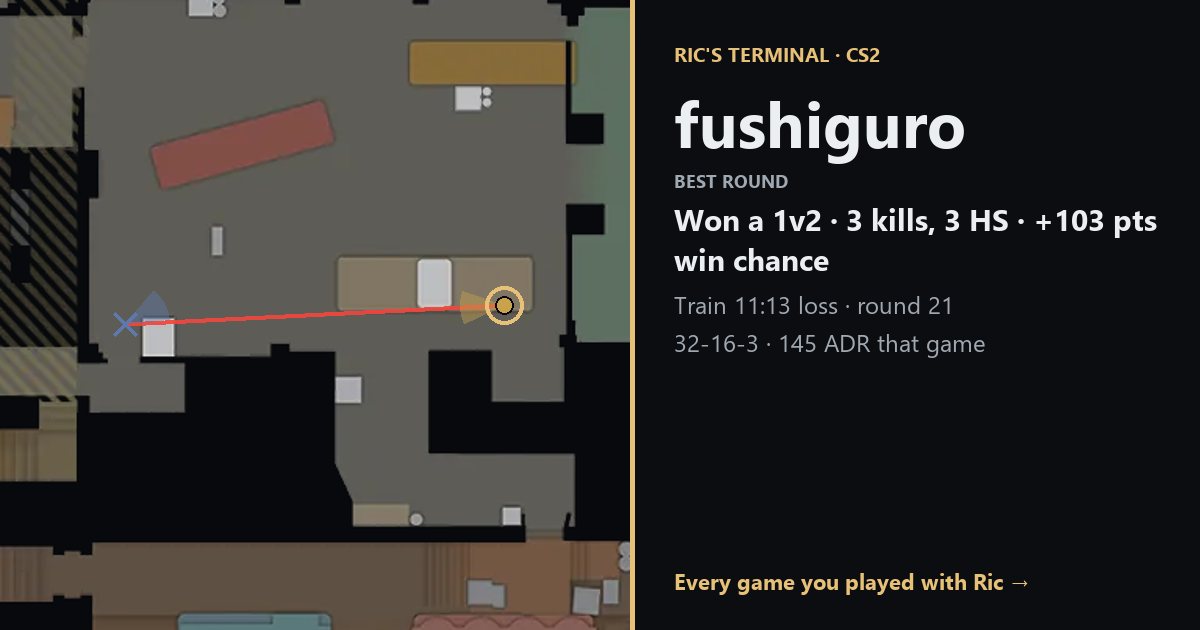 RIC'S TERMINAL · CS2
fushiguro
BEST ROUND
Won a 1v2 · 3 kills, 3 HS · +103 pts
win chance
Train 11:13 loss · round 21
32-16-3 · 145 ADR that game
Every game you played with Ric →